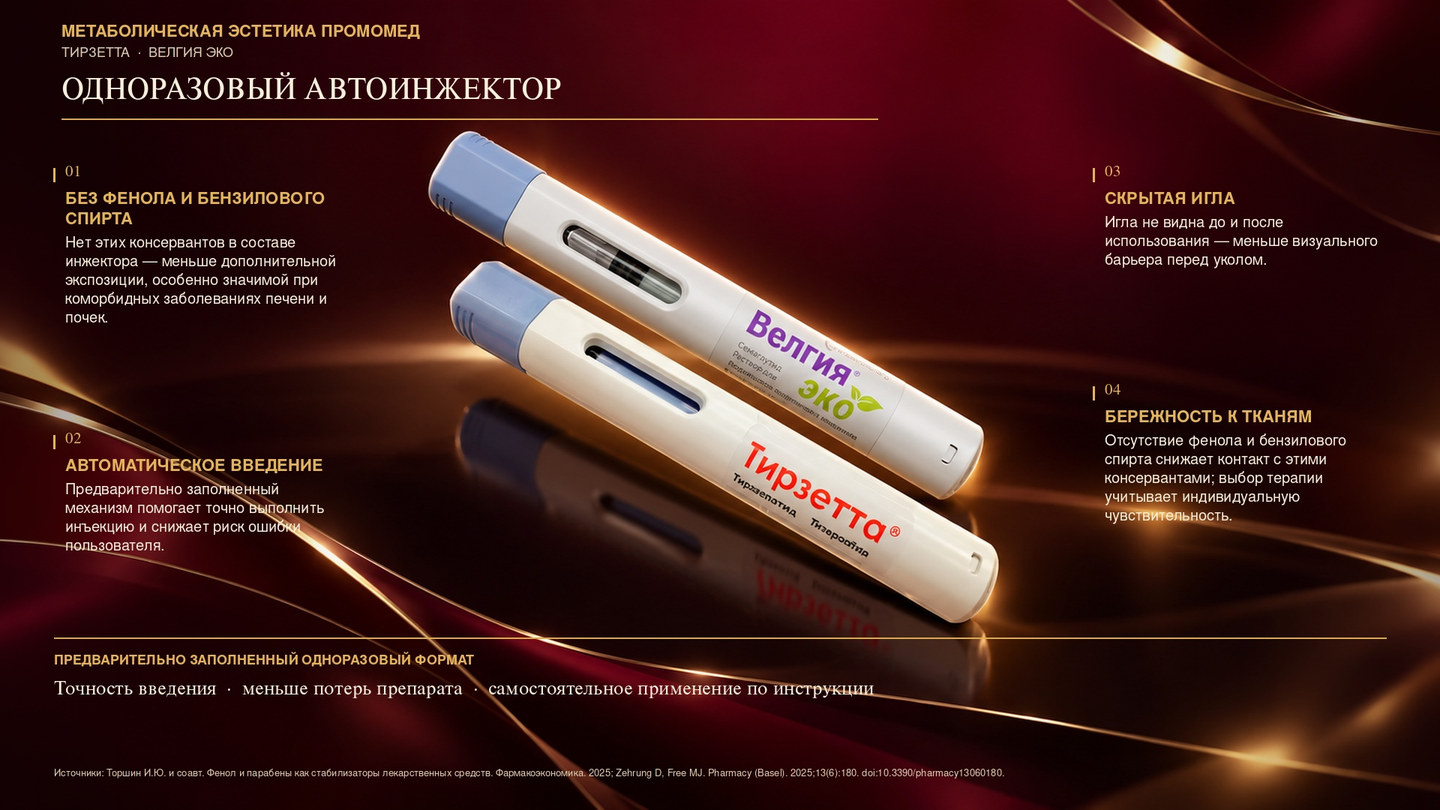 МЕТАБОЛИЧЕСКАЯ ЭСТЕТИКА ПРОМОМЕД
ТИРЗЕТТА · ВЕЛГИЯ ЭКО
ОДНОРАЗОВЫЙ АВТОИНЖЕКТОР
01
БЕЗ ФЕНОЛА И БЕНЗИЛОВОГО
СПИРТА
Нет этих консервантов в составе
инжектора — меньше дополнительной
экспозиции, особенно значимой при
коморбидных заболеваниях печени и
почек.
02
АВТОМАТИЧЕСКОЕ ВВЕДЕНИЕ
Предварительно заполненный
механизм помогает точно выполнить
инъекцию и снижает риск ошибки
пользователя.
Велгия®
эко
Семаглутид
Раствор для
Тирзетта®
Тирзепатид
03
СКРЫТАЯ ИГЛА
Игла не видна до и после
использования — меньше визуального
барьера перед уколом.
04
БЕРЕЖНОСТЬ К ТКАНЯМ
Отсутствие фенола и бензилового
спирта снижает контакт с этими
консервантами; выбор терапии
учитывает индивидуальную
чувствительность.
ПРЕДВАРИТЕЛЬНО ЗАПОЛНЕННЫЙ ОДНОРАЗОВЫЙ ФОРМАТ
Точность введения · меньше потерь препарата · самостоятельное применение по инструкции
Источники: Торшин И.Ю. и соавт. Фенол и парабены как стабилизаторы лекарственных средств. Фармакоэкономика. 2025; Zehrung D, Free MJ. Pharmacy (Basel). 2025;13(6):180. doi:10.3390/pharmacy13060180.